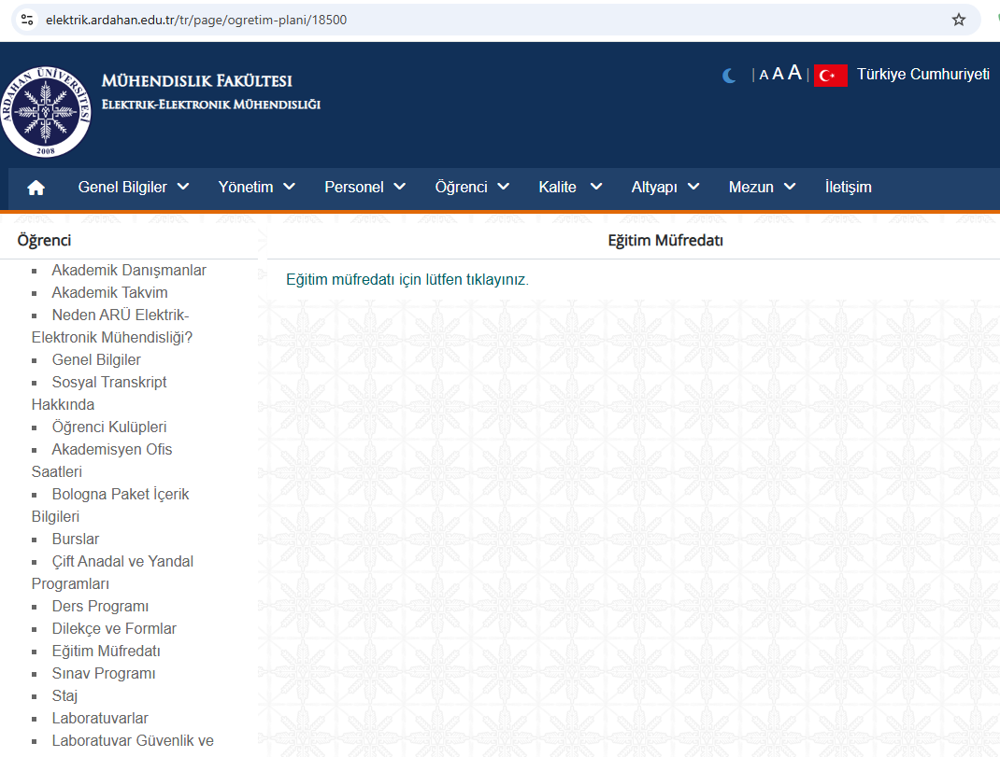 elektrik.ardahan.edu.tr/tr/page/ogretim-plani/18500
ARDAHAN ÜNİVERSİTESİ
2008
MÜHENDISLIK FAKÜLTESI
ELEKTRIK-ELEKTRONIK MÜHENDISLIĞI
| A A A | Türkiye Cumhuriyeti
Genel Bilgiler Yönetim Personel Öğrenci Kalite Altyapı Mezun İletişim
Öğrenci
Akademik Danışmanlar
Akademik Takvim
Neden ARÜ Elektrik-
Elektronik Mühendisliği?
Genel Bilgiler
Sosyal Transkript
Hakkında
Öğrenci Kulüpleri
Akademisyen Ofis
Saatleri
Bologna Paket İçerik
Bilgileri
Burslar
Çift Anadal ve Yandal
Programları
Ders Programı
Dilekçe ve Formlar
Eğitim Müfredatı
Sınav Programı
Staj
Laboratuvarlar
Laboratuvar Güvenlik ve
Eğitim Müfredatı
Eğitim müfredatı için lütfen tıklayınız.